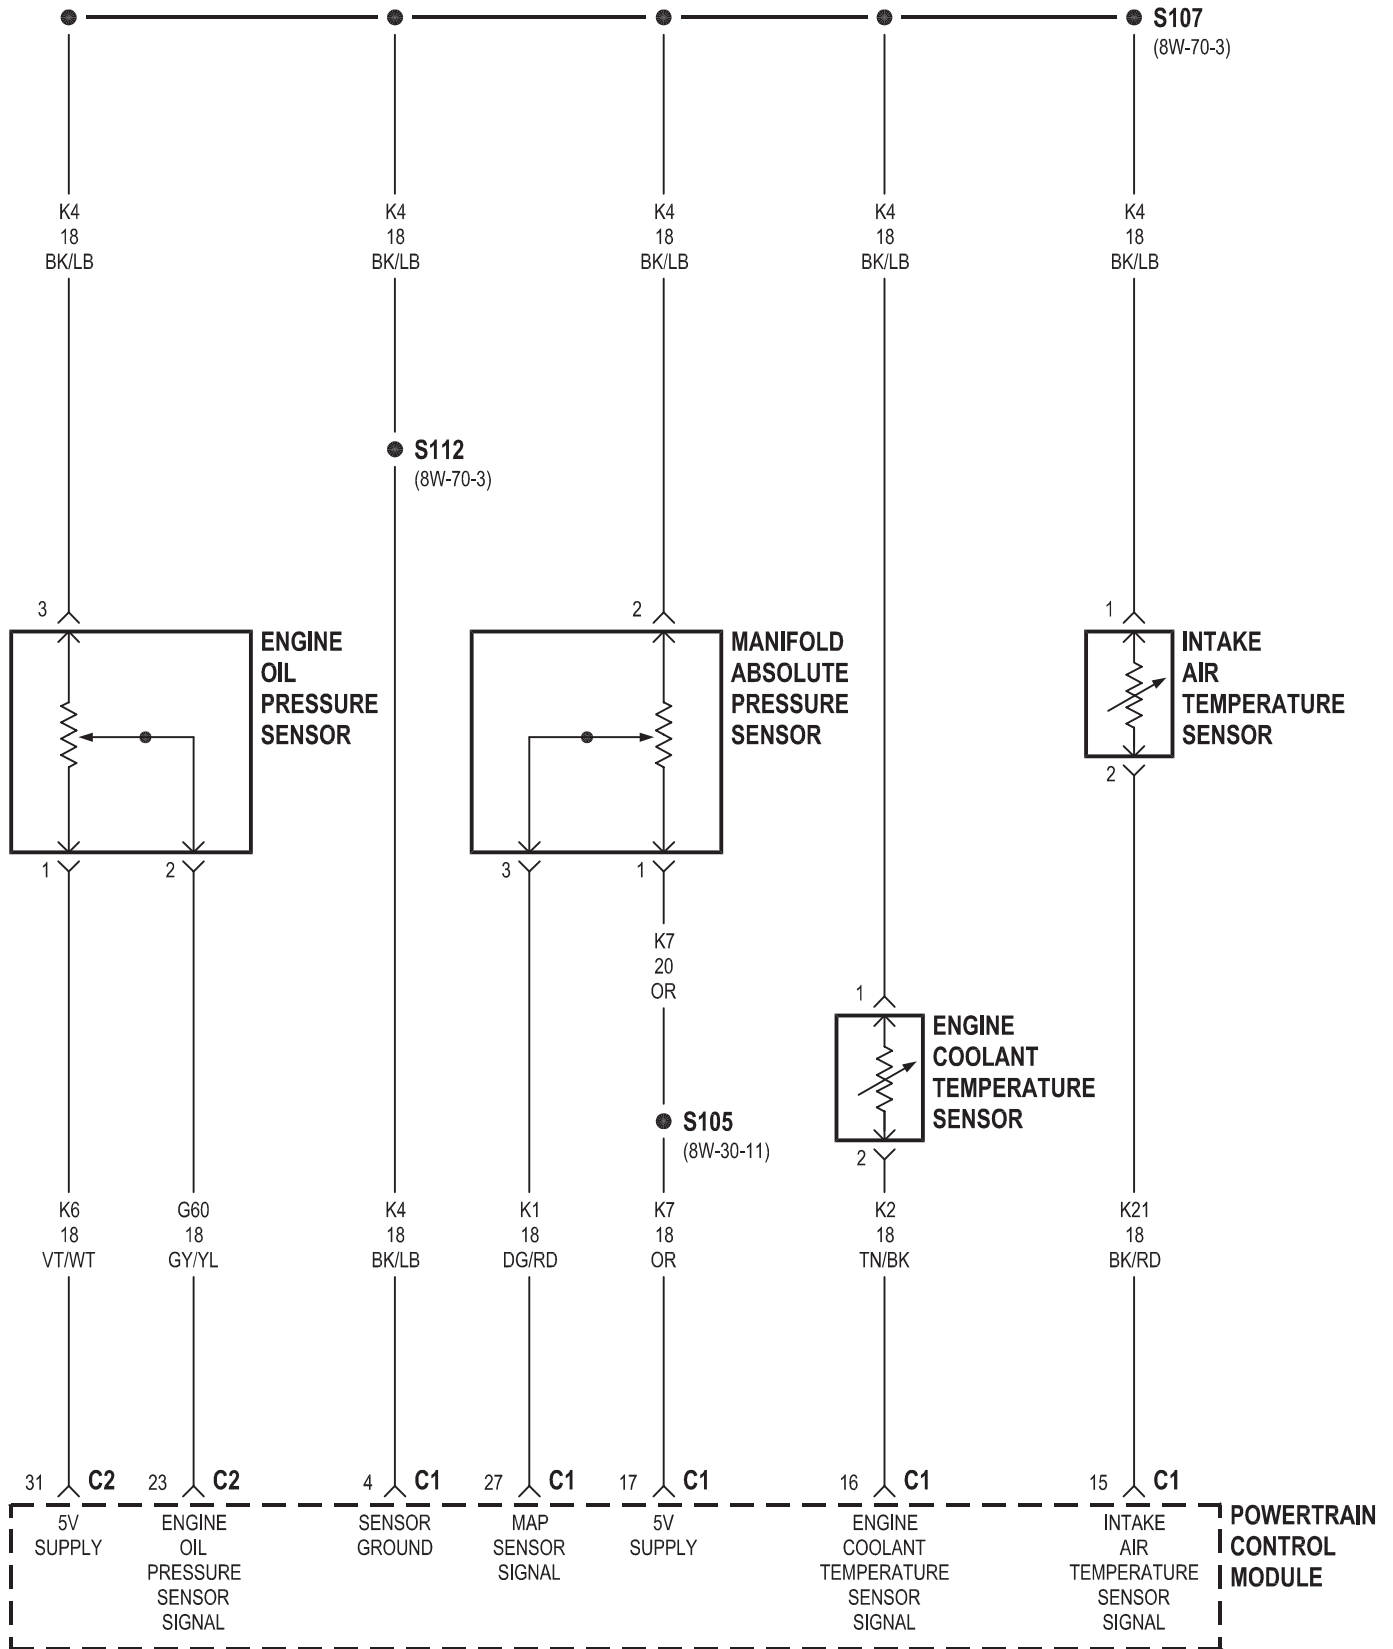 S107
(8W-70-3)
K4
18
BK/LB
K4
18
BK/LB
K4
18
BK/LB
K4
18
BK/LB
K4
18
BK/LB
S112
(8W-70-3)
3
ENGINE
OIL
PRESSURE
SENSOR
1
2
2
MANIFOLD
ABSOLUTE
PRESSURE
SENSOR
3
1
1
INTAKE
AIR
TEMPERATURE
SENSOR
2
K7
20
OR
S105
(8W-30-11)
1
ENGINE
COOLANT
TEMPERATURE
SENSOR
2
K6
18
VT/WT
G60
18
GY/YL
K4
18
BK/LB
K1
18
DG/RD
K7
18
OR
K2
18
TN/BK
K21
18
BK/RD
31 C2
23 C2
4 C1
27 C1
17 C1
16 C1
15 C1
5V
SUPPLY
ENGINE
OIL
PRESSURE
SENSOR
SIGNAL
SENSOR
GROUND
MAP
SENSOR
SIGNAL
5V
SUPPLY
ENGINE
COOLANT
TEMPERATURE
SENSOR
SIGNAL
INTAKE
AIR
TEMPERATURE
SENSOR
SIGNAL
POWERTRAIN
CONTROL
MODULE